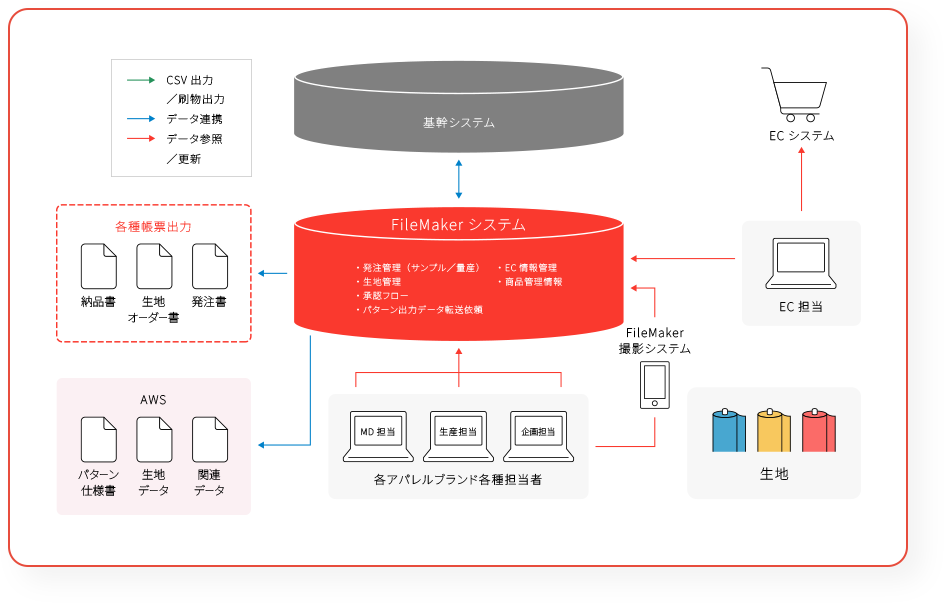 CSV 出力
／刷物出力
データ連携
データ参照
／更新
基幹システム
EC システム
各種帳票出力
納品書
生地
オーダー書
発注書
FileMaker システム
・発注管理（サンプル／量産）
・生地管理
・承認フロー
・パターン出力データ転送依頼
・EC 情報管理
・商品管理情報
EC 担当
FileMaker
撮影システム
AWS
パターン
仕様書
生地
データ
関連
データ
MD 担当
生産担当
企画担当
各アパレルブランド各種担当者
生地